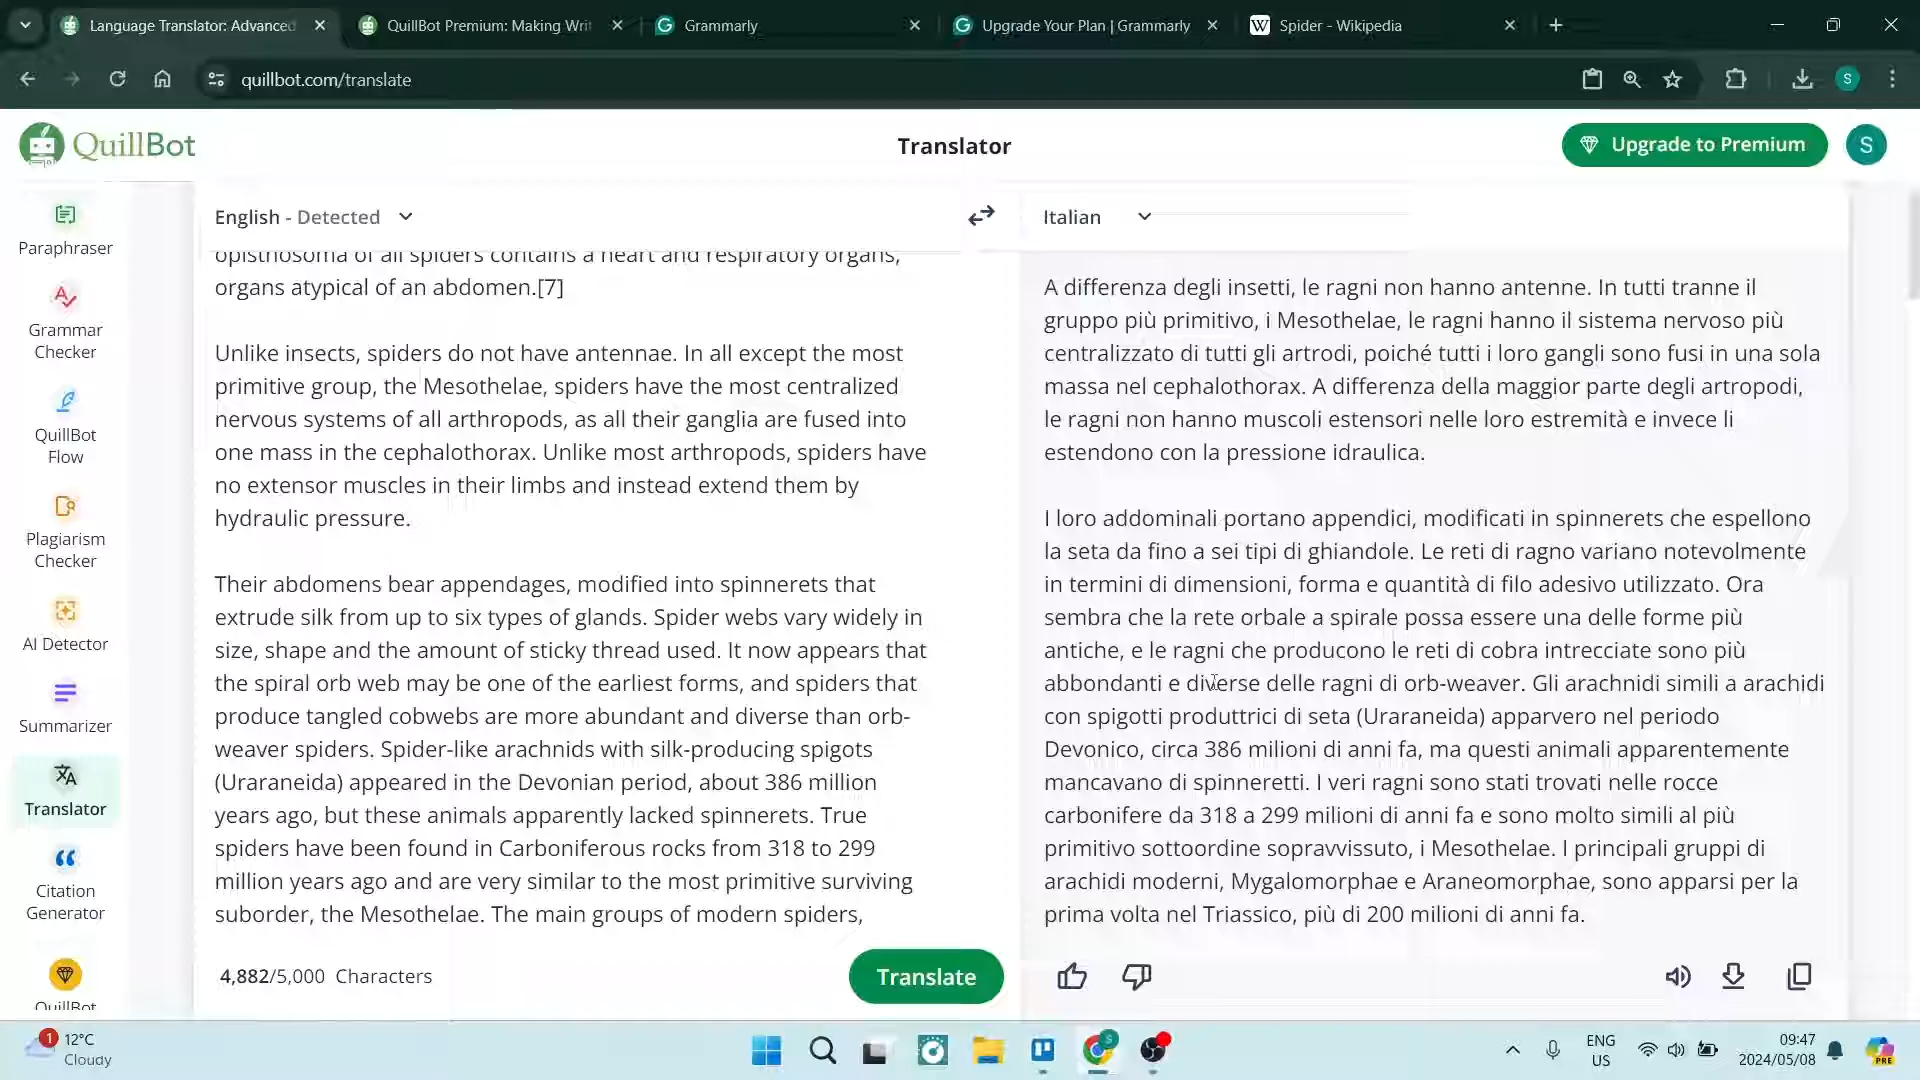 Language Translator: Advanced
QuillBot Premium: Making Wri
Grammarly
Upgrade Your Plan | Grammarly
Spider - Wikipedia
quillbot.com/translate
S
QuillBot
Translator
Upgrade to Premium
S
Paraphraser
Grammar
Checker
QuillBot
Flow
Plagiarism
Checker
AI Detector
Summarizer
Translator
Citation
Generator
QuillBot
English - Detected
opisthosoma of all spiders contains a heart and respiratory organs,
organs atypical of an abdomen.[7]
Unlike insects, spiders do not have antennae. In all except the most
primitive group, the Mesothelae, spiders have the most centralized
nervous systems of all arthropods, as all their ganglia are fused into
one mass in the cephalothorax. Unlike most arthropods, spiders have
no extensor muscles in their limbs and instead extend them by
hydraulic pressure.
Their abdomens bear appendages, modified into spinnerets that
extrude silk from up to six types of glands. Spider webs vary widely in
size, shape and the amount of sticky thread used. It now appears that
the spiral orb web may be one of the earliest forms, and spiders that
produce tangled cobwebs are more abundant and diverse than orb-
weaver spiders. Spider-like arachnids with silk-producing spigots
(Uraraneida) appeared in the Devonian period, about 386 million
years ago, but these animals apparently lacked spinnerets. True
spiders have been found in Carboniferous rocks from 318 to 299
million years ago and are very similar to the most primitive surviving
suborder, the Mesothelae. The main groups of modern spiders,
4,882/5,000 Characters
Translate
Italian
A differenza degli insetti, le ragni non hanno antenne. In tutti tranne il
gruppo più primitivo, i Mesothelae, le ragni hanno il sistema nervoso più
centralizzato di tutti gli artrodi, poiché tutti i loro gangli sono fusi in una sola
massa nel cephalothorax. A differenza della maggior parte degli artropodi,
le ragni non hanno muscoli estensori nelle loro estremità e invece li
estendono con la pressione idraulica.
I loro addominali portano appendici, modificati in spinnerets che espellono
la seta da fino a sei tipi di ghiandole. Le reti di ragno variano notevolmente
in termini di dimensioni, forma e quantità di filo adesivo utilizzato. Ora
sembra che la rete orbale a spirale possa essere una delle forme più
antiche, e le ragni che producono le reti di cobra intrecciate sono più
abbondanti e diverse delle ragni di orb-weaver. Gli arachnidi simili a arachidi
con spigotti produttrici di seta (Uraraneida) apparvero nel periodo
Devonico, circa 386 milioni di anni fa, ma questi animali apparentemente
mancavano di spinneretti. I veri ragni sono stati trovati nelle rocce
carbonifere da 318 a 299 milioni di anni fa e sono molto simili al più
primitivo sottoordine sopravvissuto, i Mesothelae. I principali gruppi di
arachidi moderni, Mygalomorphae e Araneomorphae, sono apparsi per la
prima volta nel Triassico, più di 200 milioni di anni fa.
1
12°C
Cloudy
ENG
US
09:47
2024/05/08
PRE